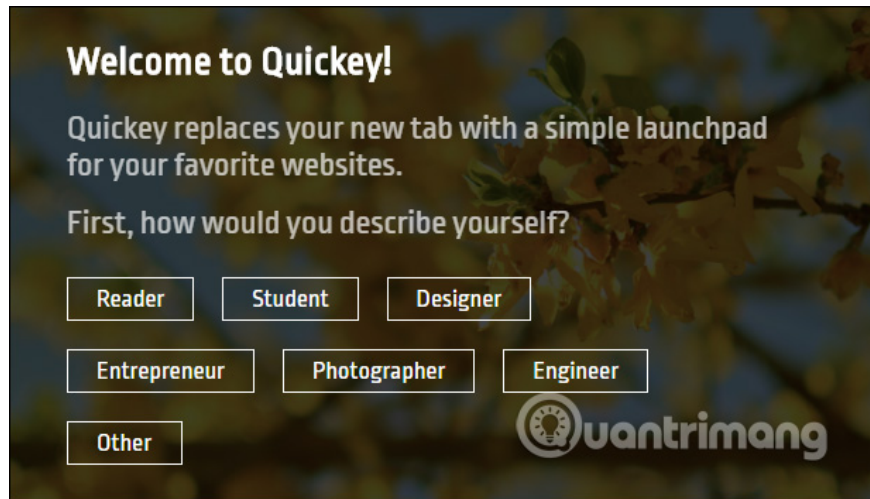 Welcome to Quickey!
Quickey replaces your new tab with a simple launchpad
for your favorite websites.
First, how would you describe yourself?
Reader Student Designer
Entrepreneur Photographer Engineer
Other
Quantrimang